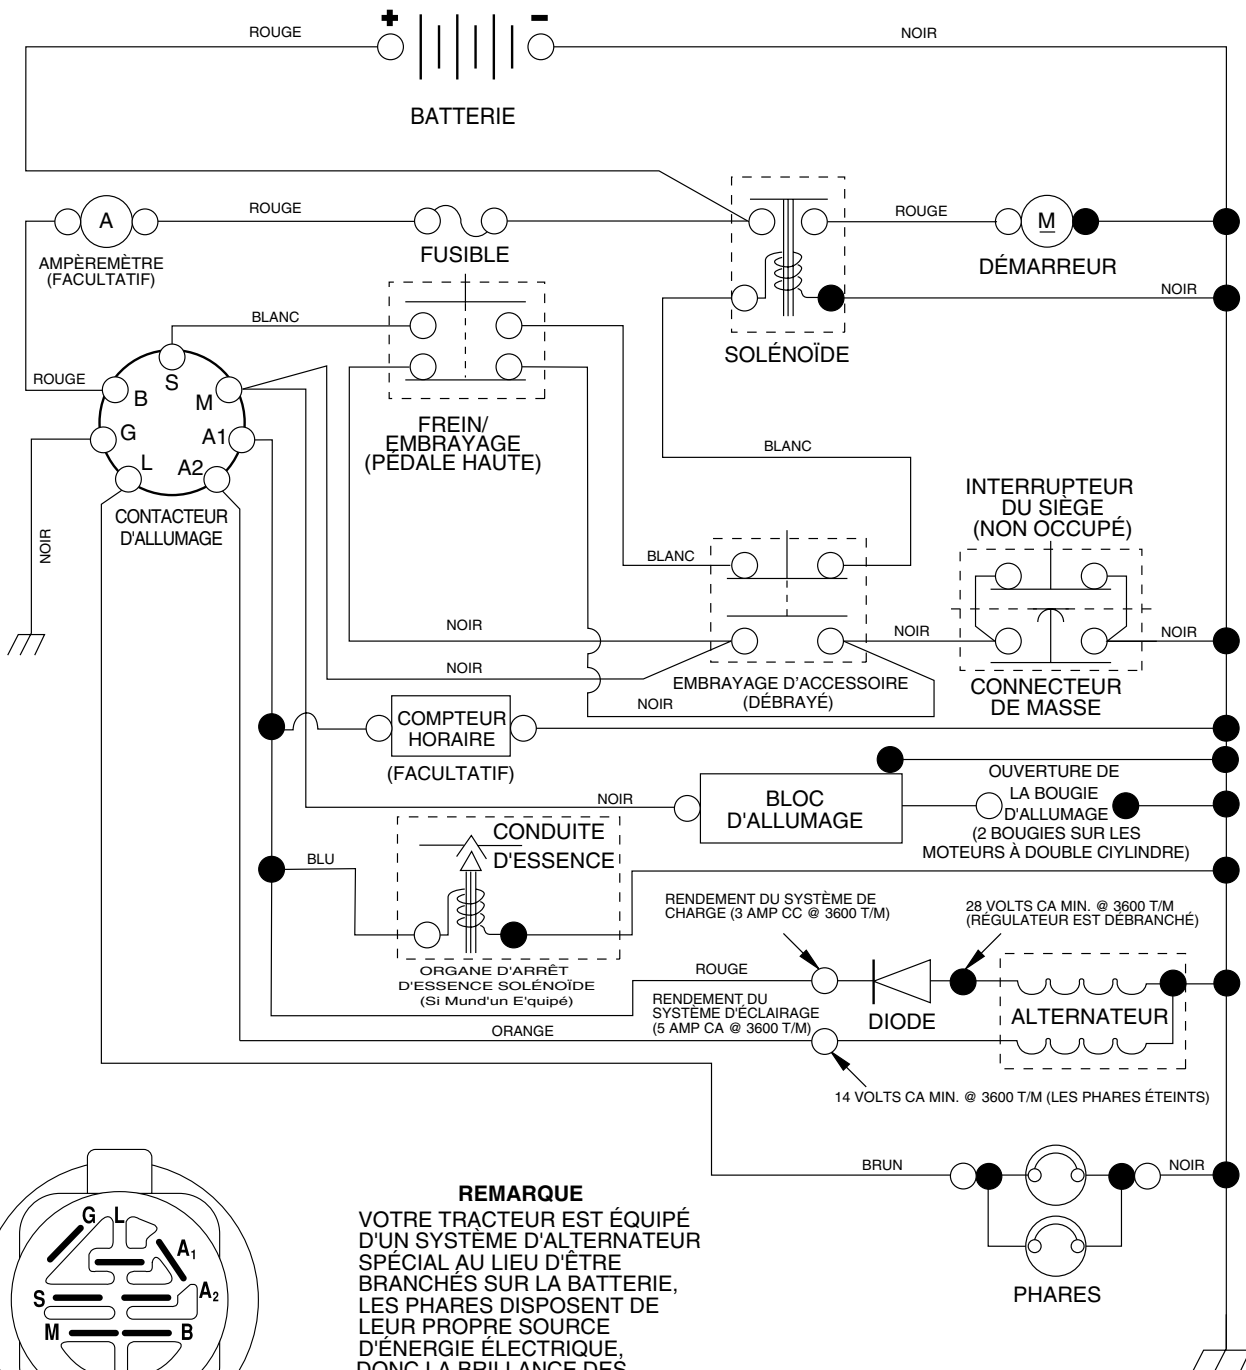 + -
ROUGE
NOIR
BATTERIE
ROUGE
ROUGE
A
M
FUSIBLE
AMPÈREMÈTRE
(FACULTATIF)
DÉMARREUR
NOIR
BLANC
SOLÉNOÏDE
ROUGE
S
B
M
G
A1
L
A2
FREIN/
EMBRAYAGE
(PÉDALE HAUTE)
BLANC
CONTACTEUR
D'ALLUMAGE
NOIR
INTERRUPTEUR
DU SIÈGE
(NON OCCUPÉ)
BLANC
NOIR
NOIR
NOIR
NOIR
EMBRAYAGE D'ACCESSOIRE
(DÉBRAYÉ)
NOIR
CONNECTEUR
DE MASSE
COMPTEUR
HORAIRE
(FACULTATIF)
NOIR
BLOC
D'ALLUMAGE
OUVERTURE DE
LA BOUGIE
D'ALLUMAGE
(2 BOUGIES SUR LES
MOTEURS À DOUBLE CIYLINDRE)
CONDUITE
D'ESSENCE
BLU
RENDEMENT DU SYSTÈME DE
CHARGE (3 AMP CC @ 3600 T/M)
28 VOLTS CA MIN. @ 3600 T/M
(RÉGULATEUR EST DÉBRANCHÉ)
ORGANE D'ARRÊT
D'ESSENCE SOLÉNOÏDE
(Si Mund'un E'quipé)
ROUGE
RENDEMENT DU
SYSTÈME D'ÉCLAIRAGE
(5 AMP CA @ 3600 T/M)
DIODE
ALTERNATEUR
ORANGE
14 VOLTS CA MIN. @ 3600 T/M (LES PHARES ÉTEINTS)
BRUN
NOIR
PHARES
G L
A1
S
A2
M
B
REMARQUE
VOTRE TRACTEUR EST ÉQUIPÉ
D'UN SYSTÈME D'ALTERNATEUR
SPÉCIAL AU LIEU D'ÊTRE
BRANCHÉS SUR LA BATTERIE,
LES PHARES DISPOSENT DE
LEUR PROPRE SOURCE
D'ÉNERGIE ÉLECTRIQUE,
DONC LA BRILLANCE DES